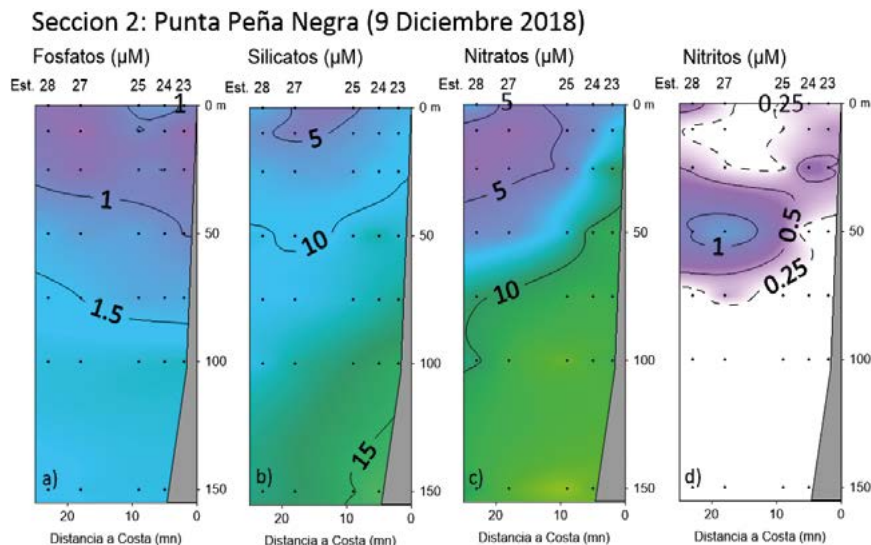 Seccion 2: Punta Peña Negra (9 Diciembre 2018)
Fosfatos (µM)
Silicatos (µM)
Nitratos (µM)
Nitritos (µM)
Est. 28 27 25 24 23
Est. 28 27 25 24 23
Est. 28 27 25 24 23
Est. 28 27 25 24 23
1
1
1.5
a)
20 10 0
Distancia a Costa (mn)
0 m
50
100
150
5
10
15
b)
20 10 0
Distancia a Costa (mn)
0 m
50
100
150
5
5
10
c)
20 10 0
Distancia a Costa (mn)
0 m
50
100
150
0.25
0.5
1
0.25
d)
20 10 0
Distancia a Costa (mn)
0 m
50
100
150